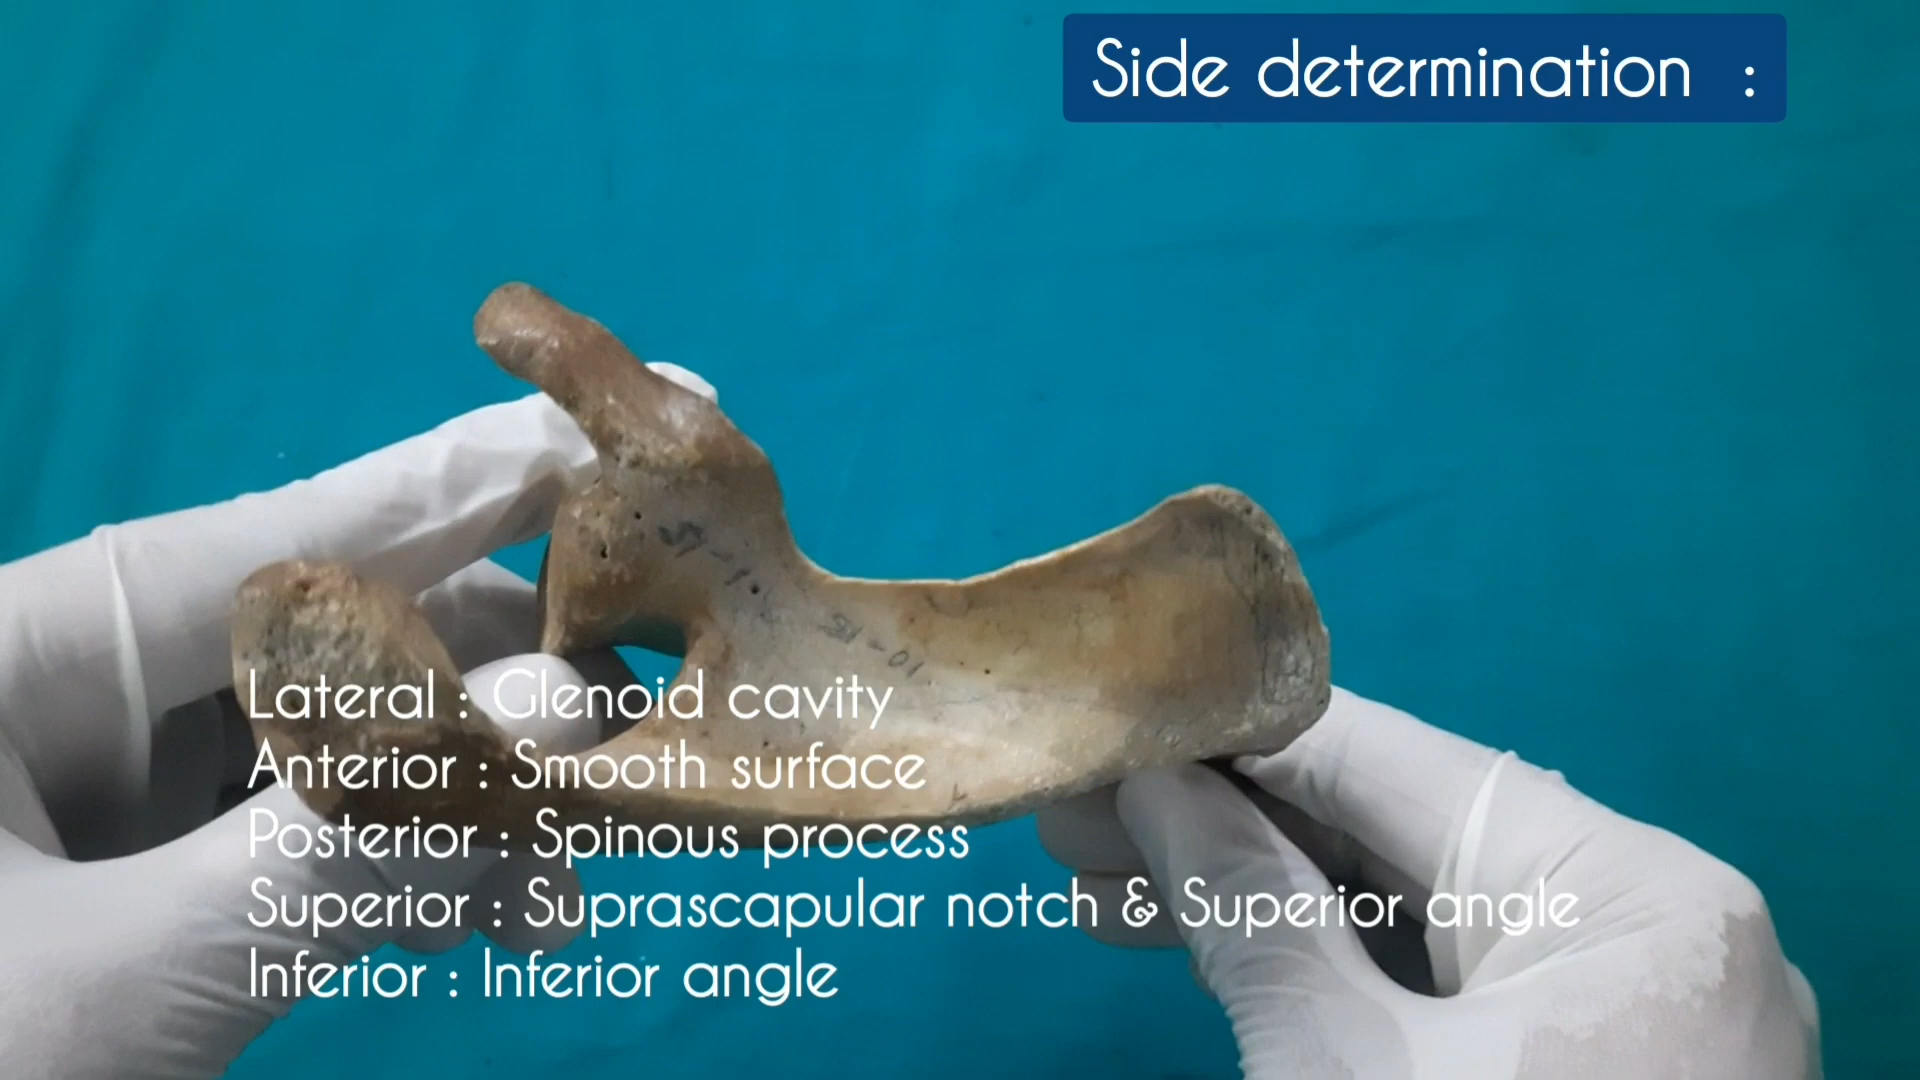 Side determination :
Lateral : Glenoid cavity
Anterior : Smooth surface
Posterior : Spinous process
Superior : Suprascapular notch & Superior angle
Inferior : Inferior angle